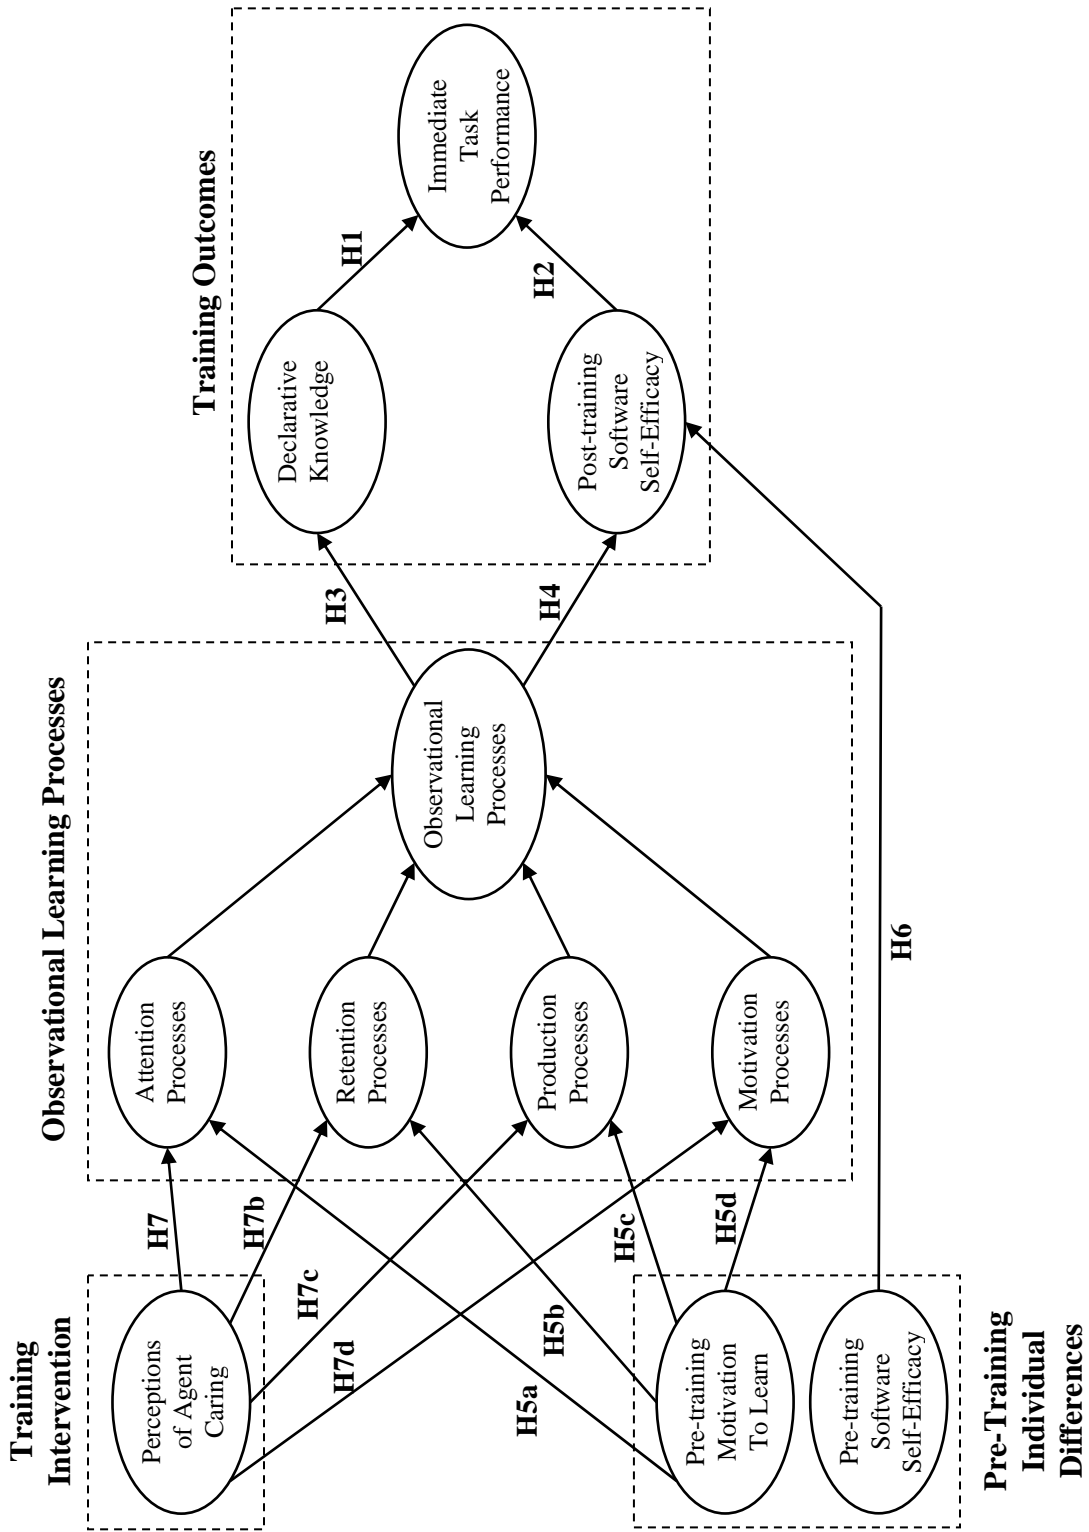 Training
Intervention
Perceptions
of Agent
Caring
Pre-training
Motivation
To Learn
Pre-training
Software
Self-Efficacy
Pre-Training
Individual
Differences
H7
H7b
H7c
H7d
H5a
H5b
H5c
H5d
H6
Observational Learning Processes
Attention
Processes
Retention
Processes
Production
Processes
Motivation
Processes
Observational
Learning
Processes
H3
H4
Training Outcomes
Declarative
Knowledge
Post-training
Software
Self-Efficacy
H1
H2
Immediate
Task
Performance